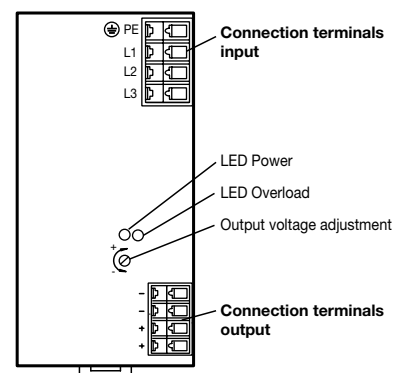 PE
Connection terminals
input
L1
L2
L3
LED Power
LED Overload
Output voltage adjustment
+
-
–
–
+
+
Connection terminals
output